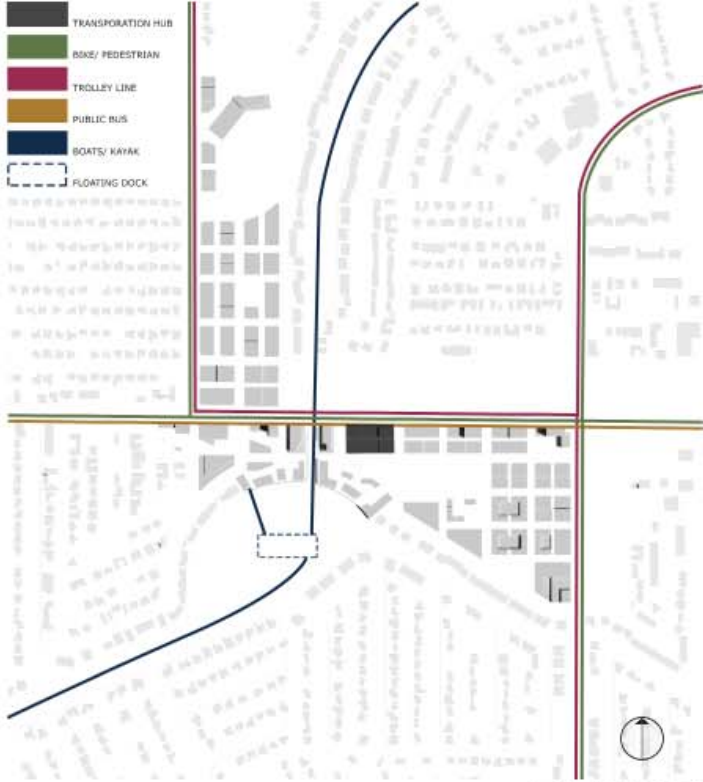 TRANSPORATION HUB
BIKE/ PEDESTRIAN
TROLLEY LINE
PUBLIC BUS
BOATS/ KAYAK
FLOATING DOCK